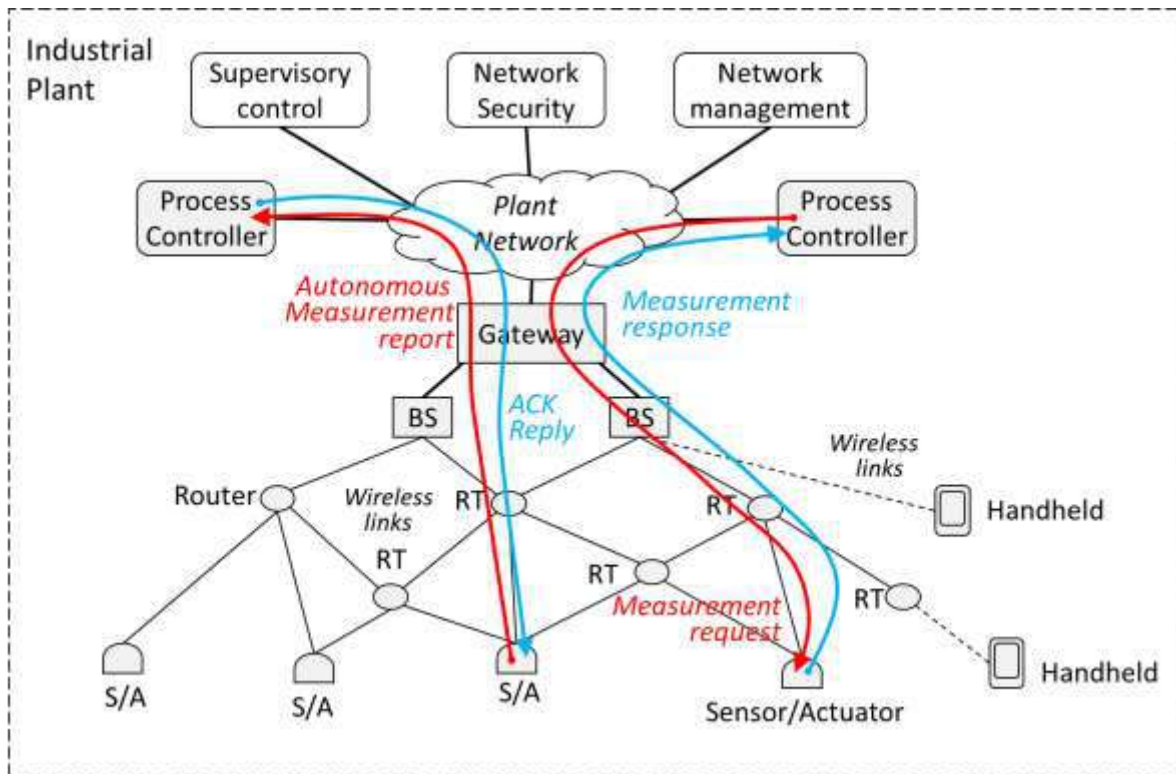 Industrial
Plant
Supervisory
control
Network
Security
Network
management
Process
Controller
Plant
Network
Process
Controller
Autonomous
Measurement
report
Measurement
response
Gateway
BS
ACK
Reply
BS
Wireless
links
Router
Wireless
links
RT
RT
Handheld
RT
RT
RT
Measurement
request
S/A
S/A
S/A
Sensor/Actuator
Handheld